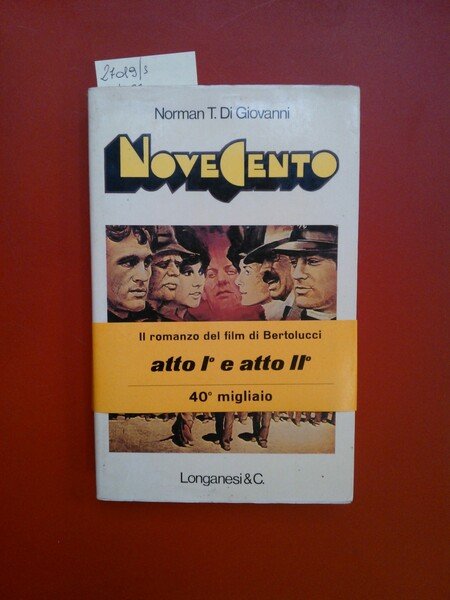 27019/3
Norman T. Di Giovanni
NOVECENTO
Il romanzo del film di Bertolucci
atto I° e atto II°
40° migliaio
Longanesi & C.